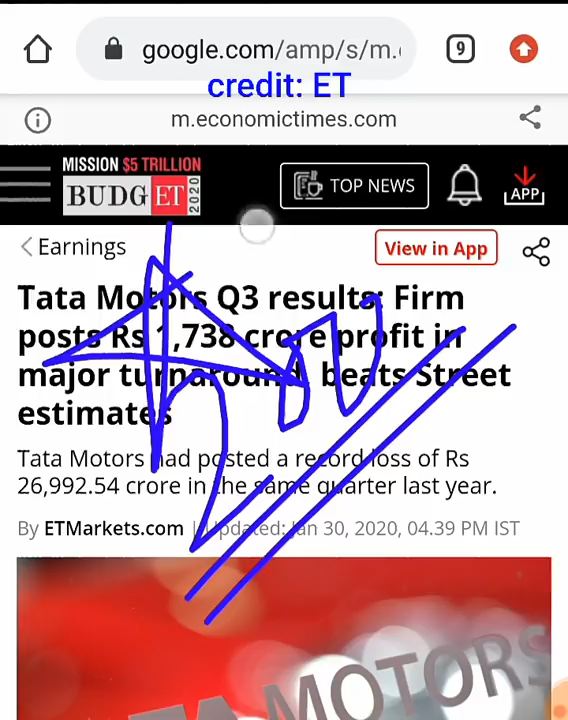 9
google.com/amp/s/m.
credit: ET
m.economictimes.com
MISSION $5 TRILLION
BUDGET 2020
TOP NEWS
APP
Earnings
View in App
Tata Motors Q3 results: Firm
posts Rs 1,738 crore profit in
major turnaround, beats Street
estimates
Tata Motors had posted a record loss of Rs
26,992.54 crore in the same quarter last year.
By ETMarkets.com | Updated: Jan 30, 2020, 04.39 PM IST
MOTORS